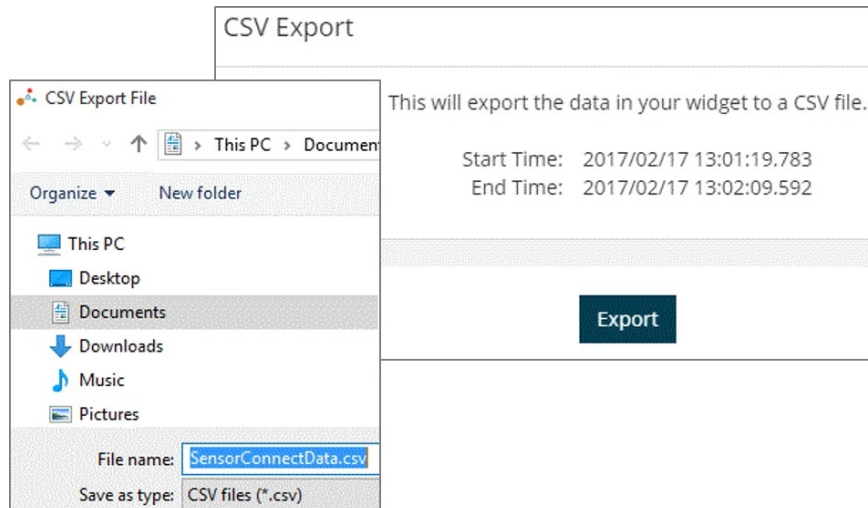 CSV Export
This will export the data in your widget to a CSV file.
Start Time: 2017/02/17 13:01:19.783
End Time: 2017/02/17 13:02:09.592
Export
CSV Export File
This PC > Documen
Organize New folder
This PC
Desktop
Documents
Downloads
Music
Pictures
File name: SensorConnectData.csv
Save as type: CSV files (*.csv)